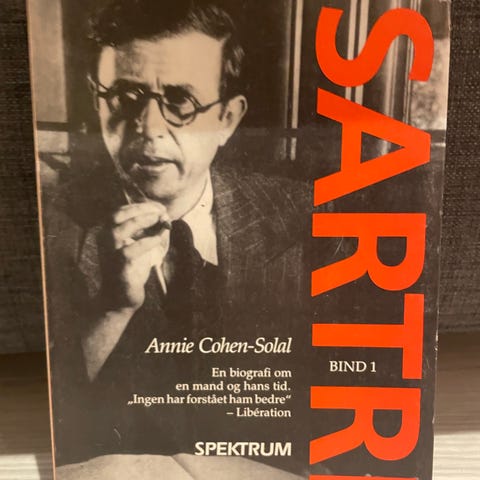 SARTR
Annie Cohen-Solal
BIND 1
En biografi om
en mand og hans tid.
„Ingen har forstået ham bedre“
– Libération
SPEKTRUM